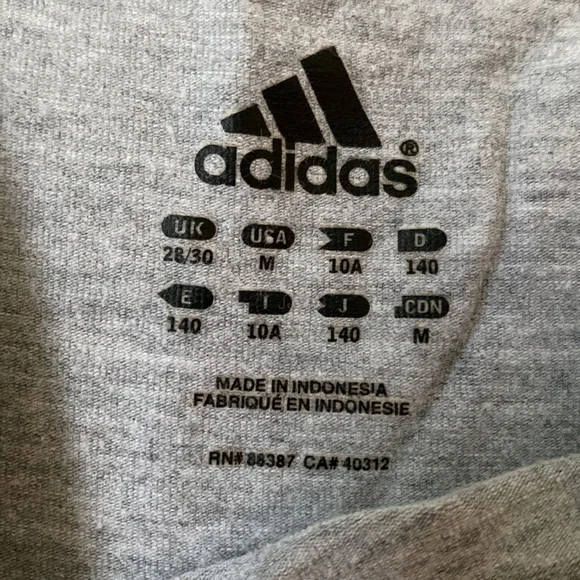 adidas®
UK USA F D
28/30 M 10A 140
E I J CDN
140 10A 140 M
MADE IN INDONESIA
FABRIQUÉ EN INDONESIE
RN# 88387 CA# 40312